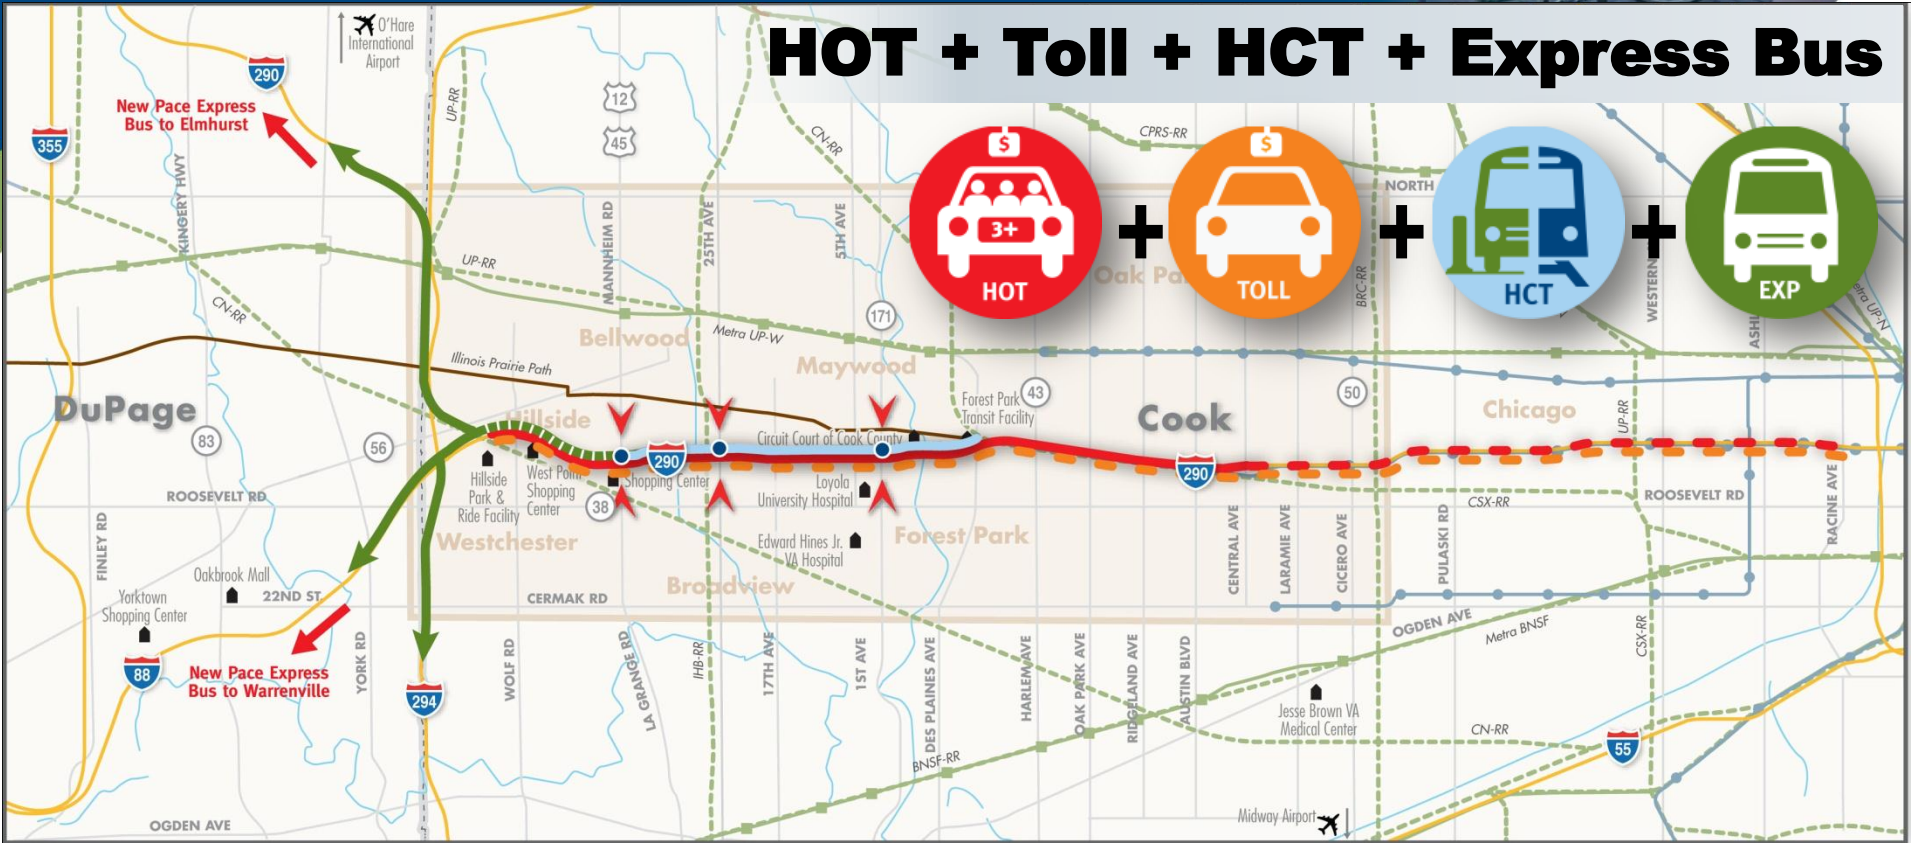 HOT + Toll + HCT + Express Bus
$
3+
HOT
+
$
TOLL
+
HCT
+
EXP
O'Hare
International
Airport
290
New Pace Express
Bus to Elmhurst
355
KINGERY HWY
UP-RR
12
45
CN-RR
CPRS-RR
NORTH
MANNHEIM RD
25TH AVE
5TH AVE
UP-RR
CN-RR
Bellwood
Metra UP-W
171
Oak Pa
BRC-RR
WESTERN
ASHL
etra UP-N
Illinois Prairie Path
Maywood
DuPage
83
56
Hillside
Forest Park
Transit Facility
43
Cook
50
Chicago
UP-RR
Circuit Court of Cook County
290
290
Hillside
Park &
Ride Facility
West Point
Shopping
Center
Shopping Center
38
Loyola
University Hospital
ROOSEVELT RD
CSX-RR
ROOSEVELT RD
RACINE AVE
FINLEY RD
Westchester
Edward Hines Jr.
VA Hospital
Forest Park
CENTRAL AVE
LARAMIE AVE
CICERO AVE
PULASKI RD
Oakbrook Mall
22ND ST
Yorktown
Shopping Center
Broadview
CERMAK RD
OGDEN AVE
Metra BNSF
CSX-RR
88
New Pace Express
Bus to Warrenville
YORK RD
294
WOLF RD
LA GRANGE RD
IHB-RR
17TH AVE
1ST AVE
DES PLAINES AVE
HARLEM AVE
OAK PARK AVE
RIDGELAND AVE
AUSTIN BLVD
Jesse Brown VA
Medical Center
CN-RR
55
BNSF-RR
OGDEN AVE
Midway Airport